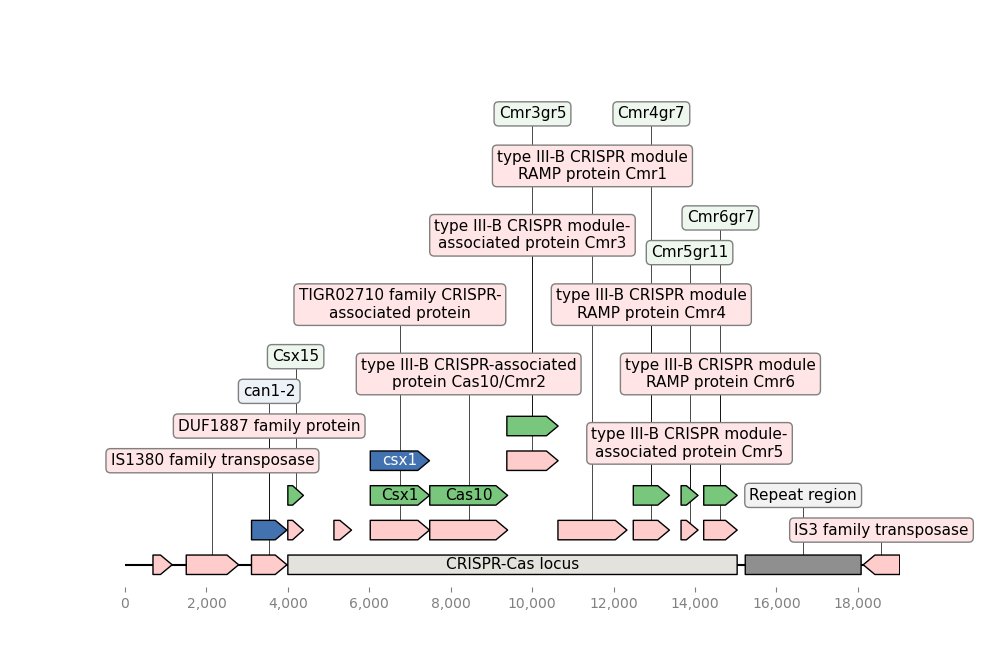 Cmr3gr5
Cmr4gr7
type III-B CRISPR module
RAMP protein Cmr1
Cmr6gr7
type III-B CRISPR module-
associated protein Cmr3
Cmr5gr11
TIGR02710 family CRISPR-
associated protein
type III-B CRISPR module
RAMP protein Cmr4
Csx15
type III-B CRISPR-associated
protein Cas10/Cmr2
type III-B CRISPR module
RAMP protein Cmr6
can1-2
DUF1887 family protein
type III-B CRISPR module-
associated protein Cmr5
IS1380 family transposase
csx1
Csx1
Cas10
Repeat region
IS3 family transposase
CRISPR-Cas locus
0
2,000
4,000
6,000
8,000
10,000
12,000
14,000
16,000
18,000